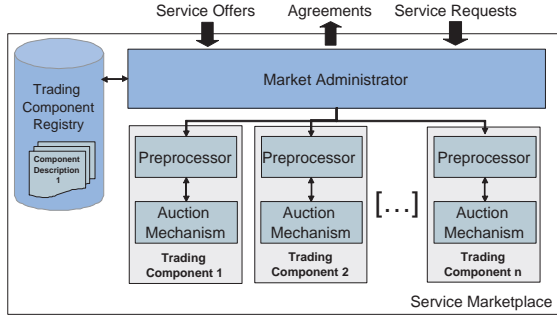 Service Offers
Agreements
Service Requests
Trading
Component
Registry
Component
Description
1
Market Administrator
Preprocessor
Auction
Mechanism
Trading
Component 1
Preprocessor
Auction
Mechanism
Trading
Component 2
[...]
Preprocessor
Auction
Mechanism
Trading
Component n
Service Marketplace